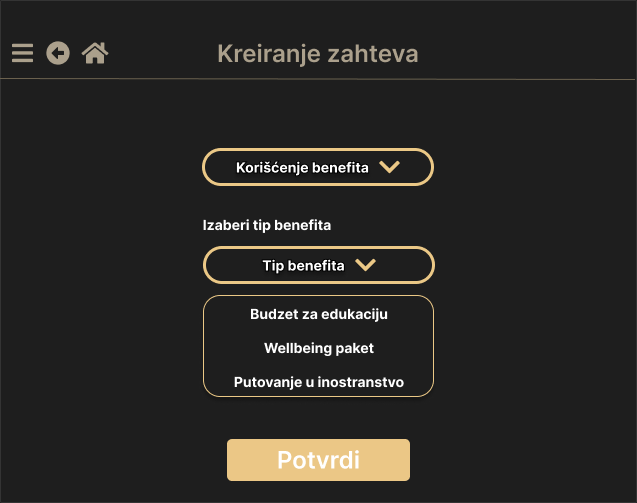 Kreiranje zahteva
Korišćenje benefita
Izaberi tip benefita
Tip benefita
Budzet za edukaciju
Wellbeing paket
Putovanje u inostranstvo
Potvrdi